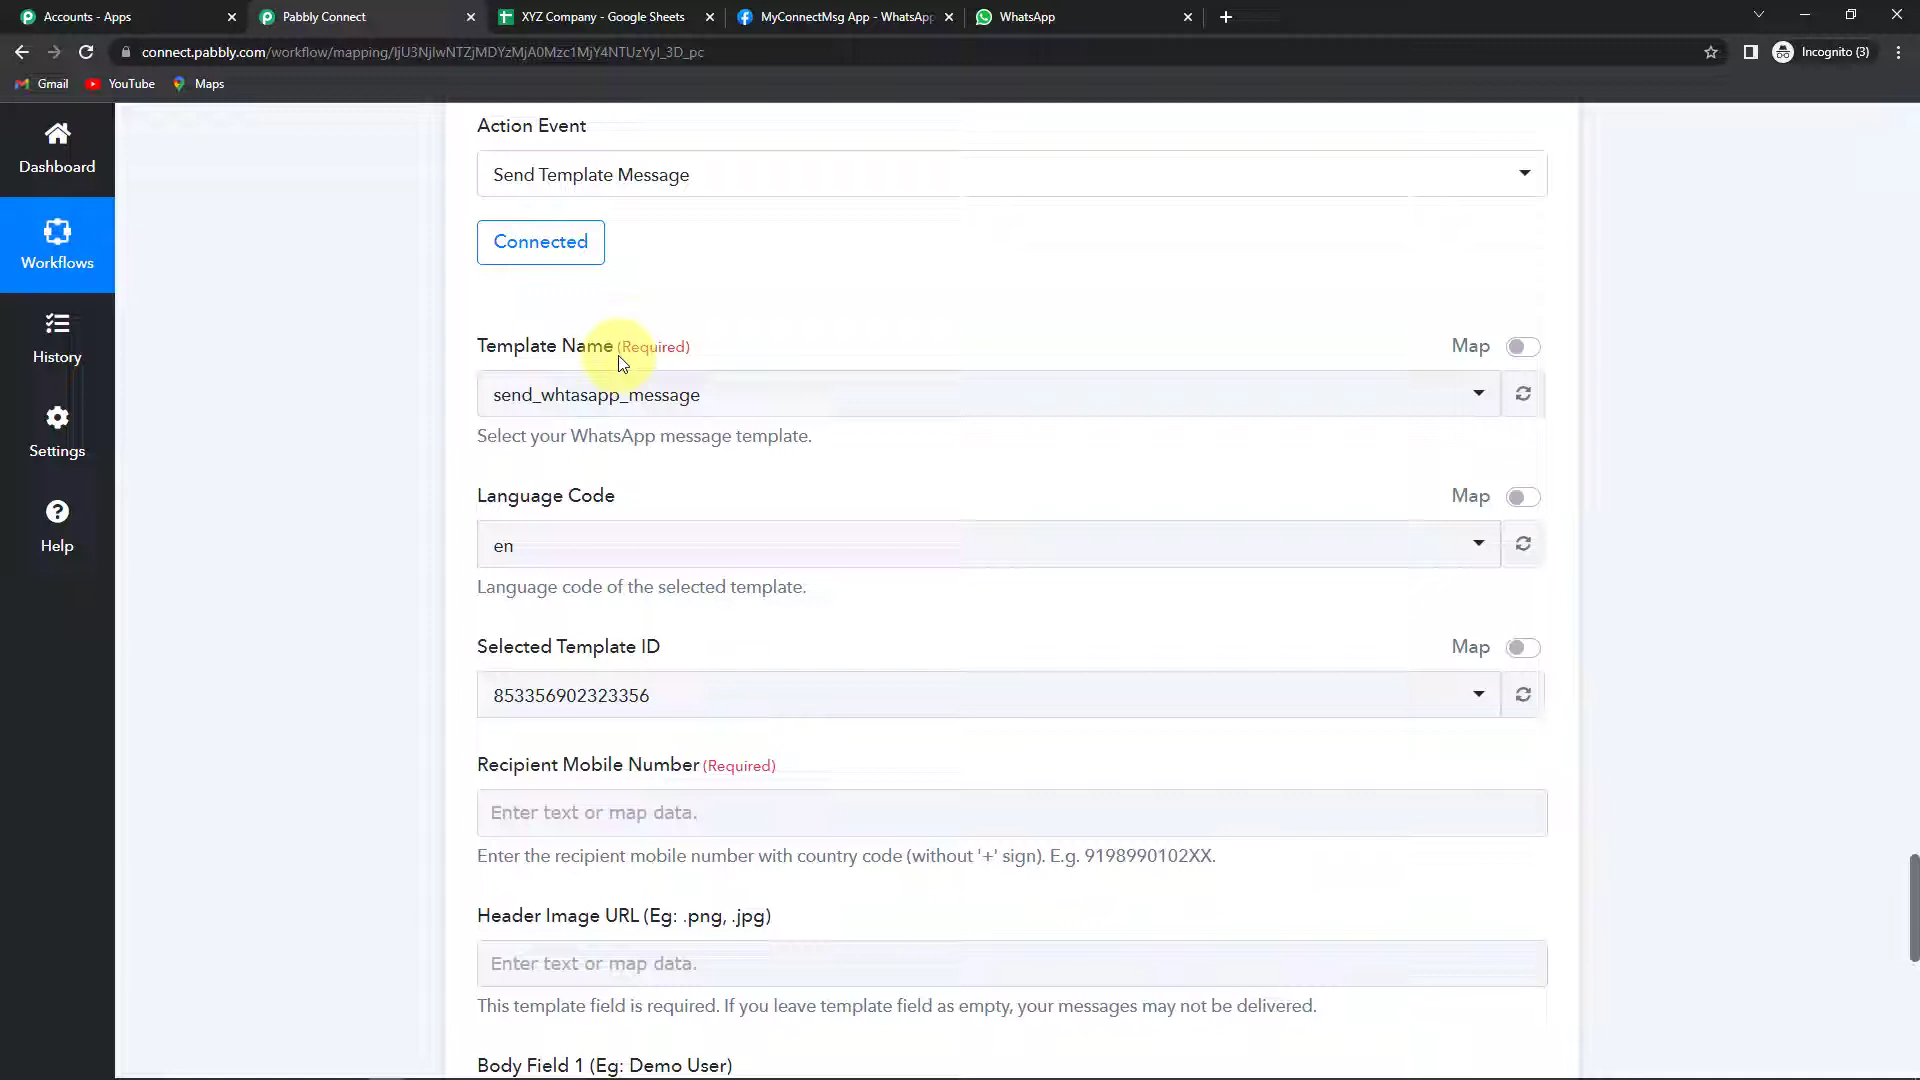 Accounts - Apps
Pabbly Connect
XYZ Company - Google Sheets
MyConnectMsg App - WhatsApp
WhatsApp
connect.pabbly.com/workflow/mapping/
Incognito (3)
Gmail
YouTube
Maps
Dashboard
Workflows
History
Settings
Help
Action Event
Send Template Message
Connected
Template Name (Required)
Map
send_whtasapp_message
Select your WhatsApp message template.
Language Code
Map
en
Language code of the selected template.
Selected Template ID
Map
853356902323356
Recipient Mobile Number (Required)
Enter text or map data.
Enter the recipient mobile number with country code (without '+' sign). E.g. 9198990102XX.
Header Image URL (Eg: .png, .jpg)
Enter text or map data.
This template field is required. If you leave template field as empty, your messages may not be delivered.
Body Field 1 (Eg: Demo User)